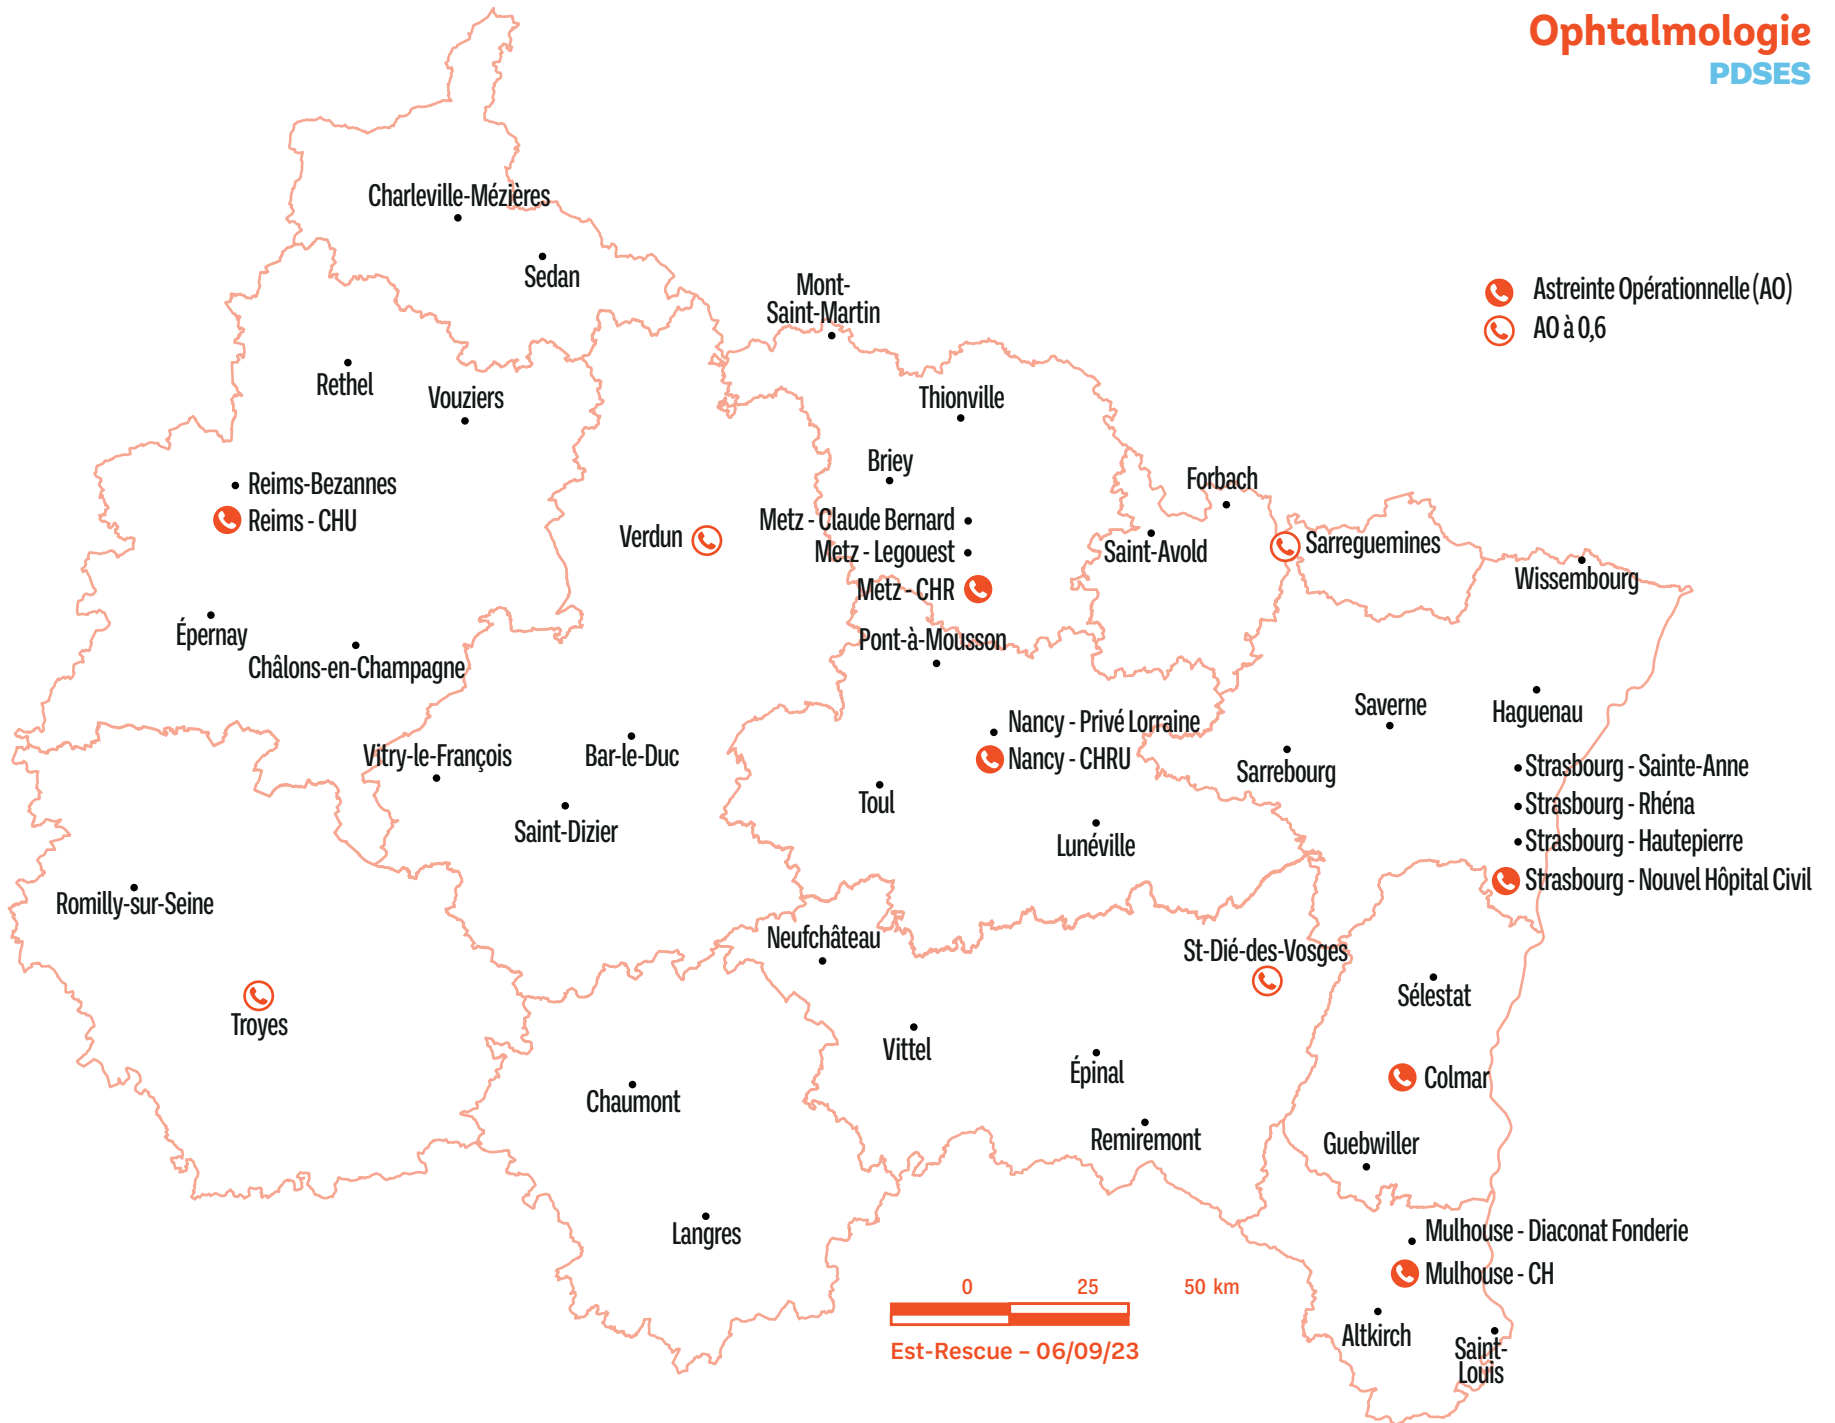 Ophtalmologie
PDSES
Charleville-Mézières
Sedan
Mont-
Saint-Martin
Astreinte Opérationnelle (AO)
AO à 0,6
Rethel
Vouziers
Thionville
Briey
Forbach
Reims-Bezannes
Reims - CHU
Verdun
Metz - Claude Bernard
Metz - Legouest
Metz - CHR
Saint-Avold
Sarreguemines
Wissembourg
Épernay
Châlons-en-Champagne
Pont-à-Mousson
Nancy - Privé Lorraine
Nancy - CHRU
Saverne
Haguenau
Vitry-le-François
Bar-le-Duc
Sarrebourg
Strasbourg - Sainte-Anne
Strasbourg - Rhéna
Strasbourg - Hautepierre
Strasbourg - Nouvel Hôpital Civil
Toul
Saint-Dizier
Lunéville
Romilly-sur-Seine
Neufchâteau
St-Dié-des-Vosges
Sélestat
Troyes
Vittel
Épinal
Colmar
Chaumont
Remiremont
Guebwiller
Langres
Mulhouse - Diaconat Fonderie
Mulhouse - CH
Altkirch
Saint-
Louis
0 25 50 km
Est-Rescue – 06/09/23